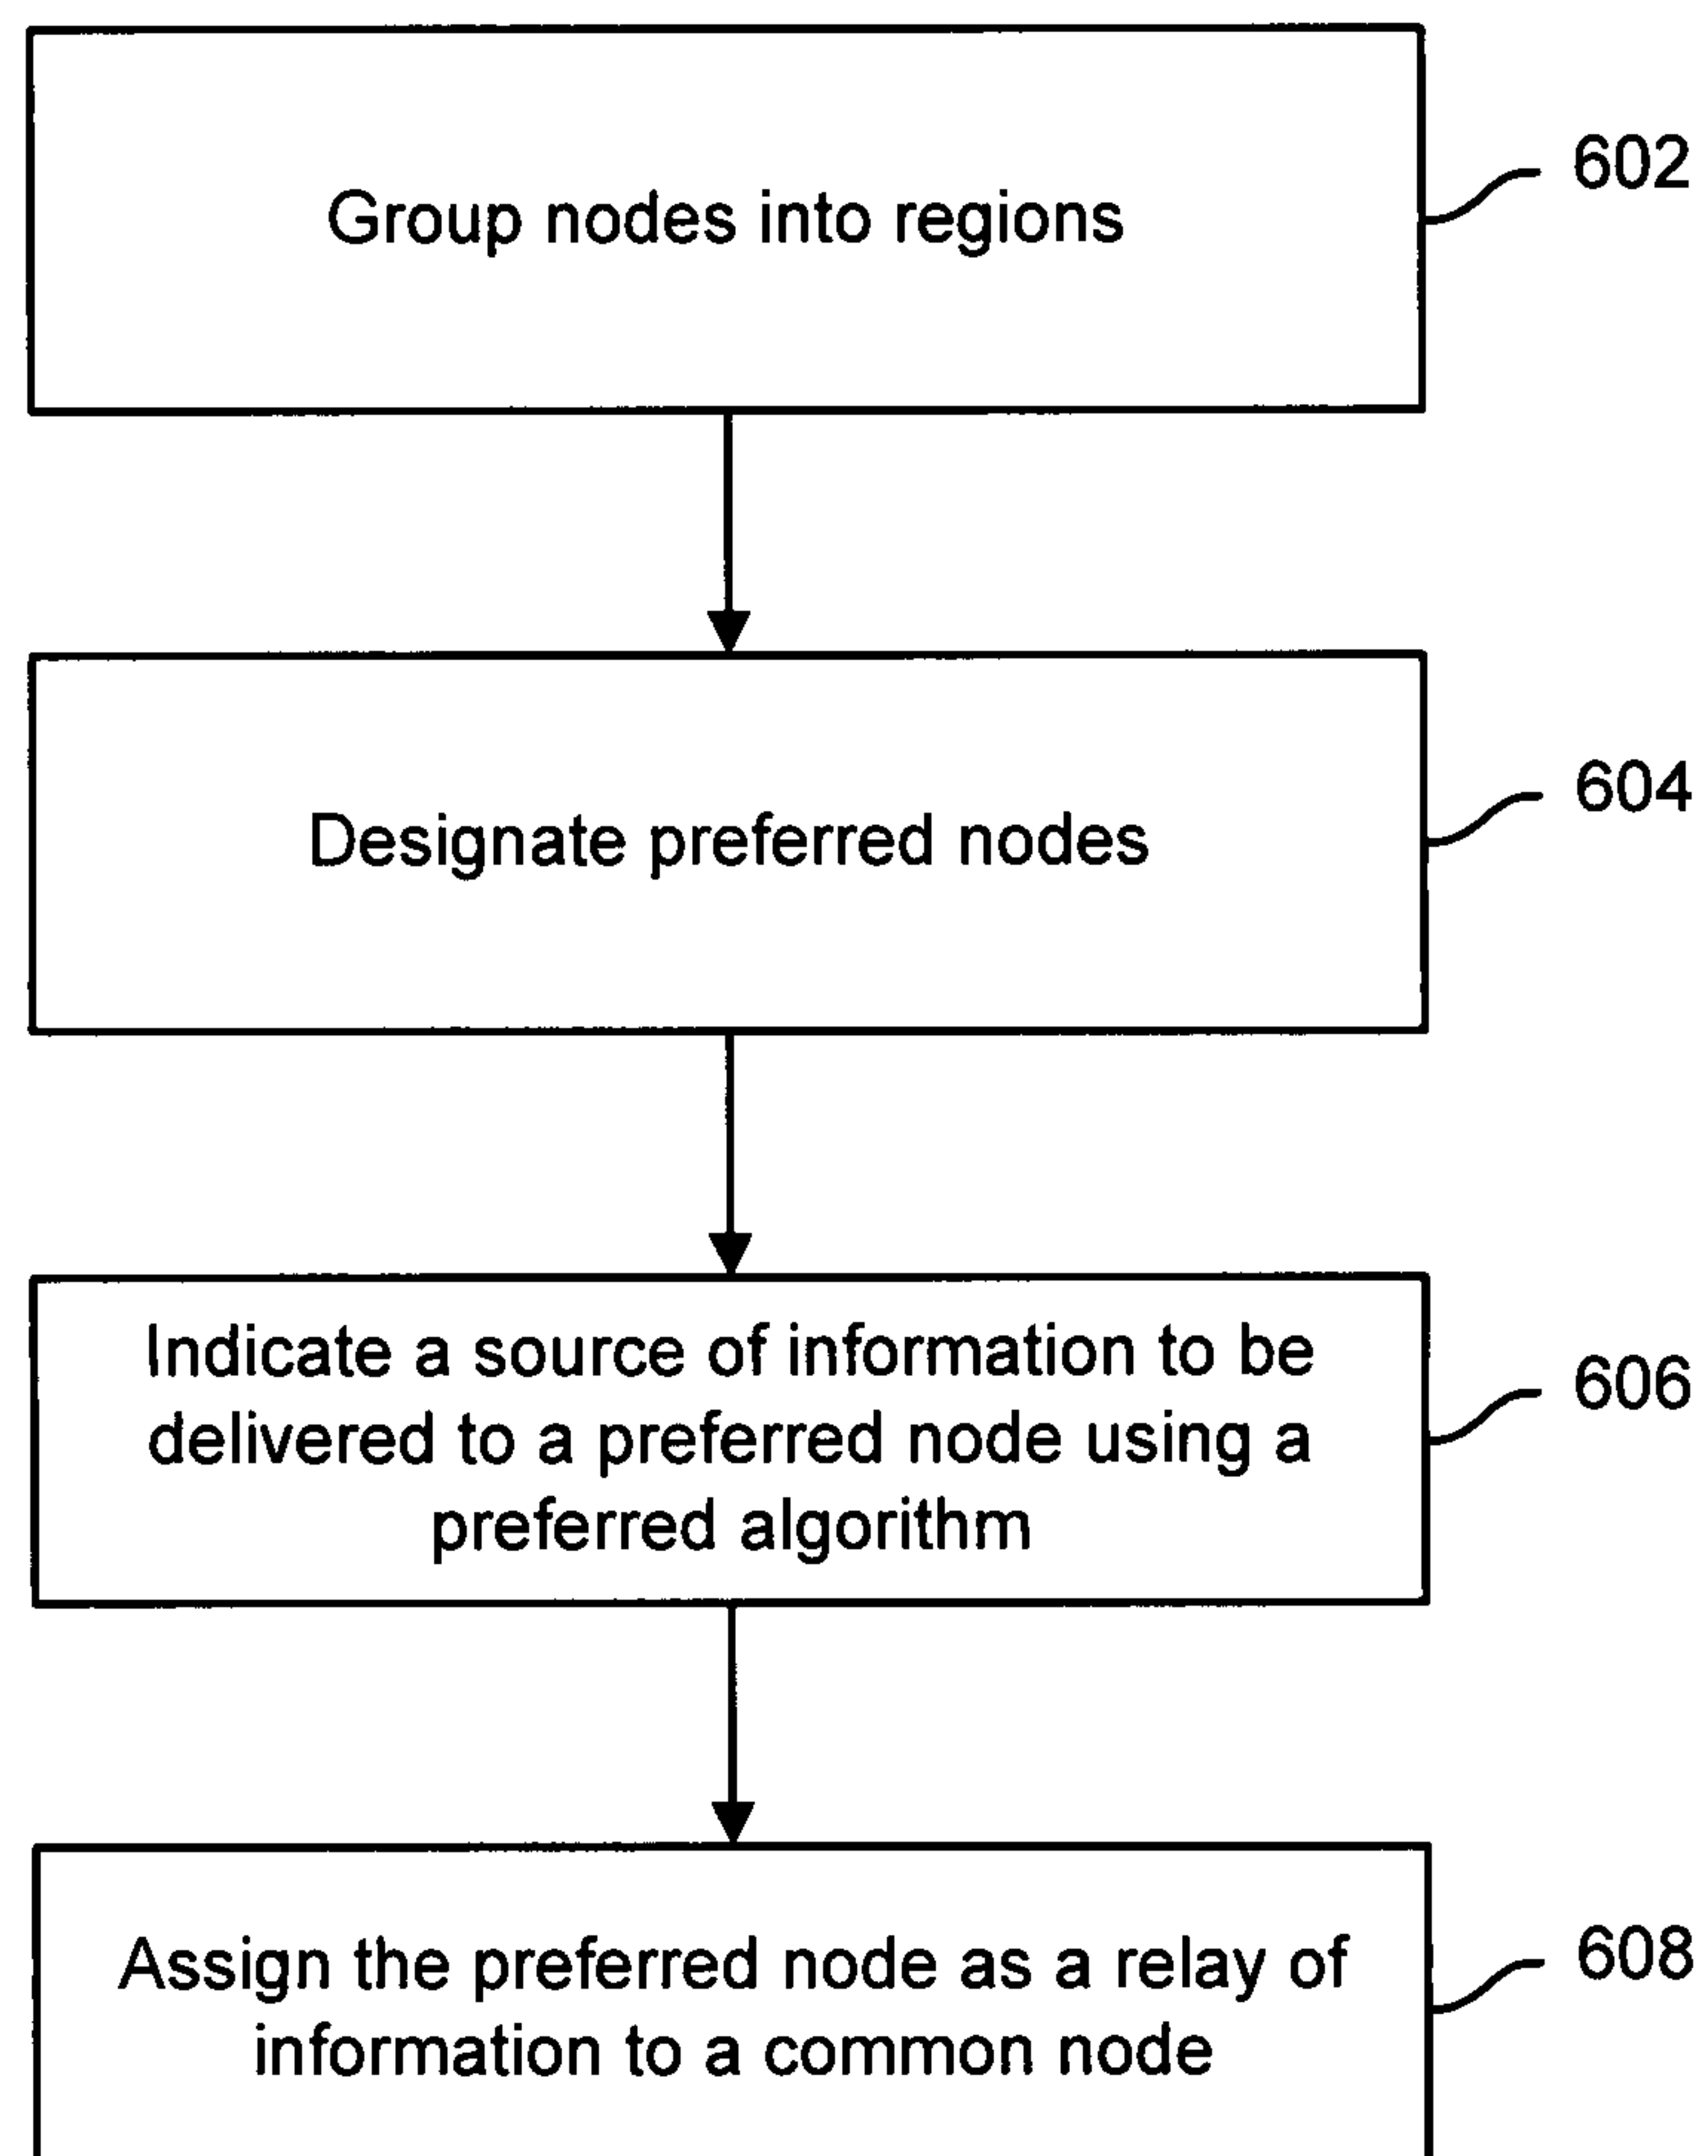 Group nodes into regions
602
Designate preferred nodes
604
Indicate a source of information to be
delivered to a preferred node using a
preferred algorithm
606
Assign the preferred node as a relay of
information to a common node
608